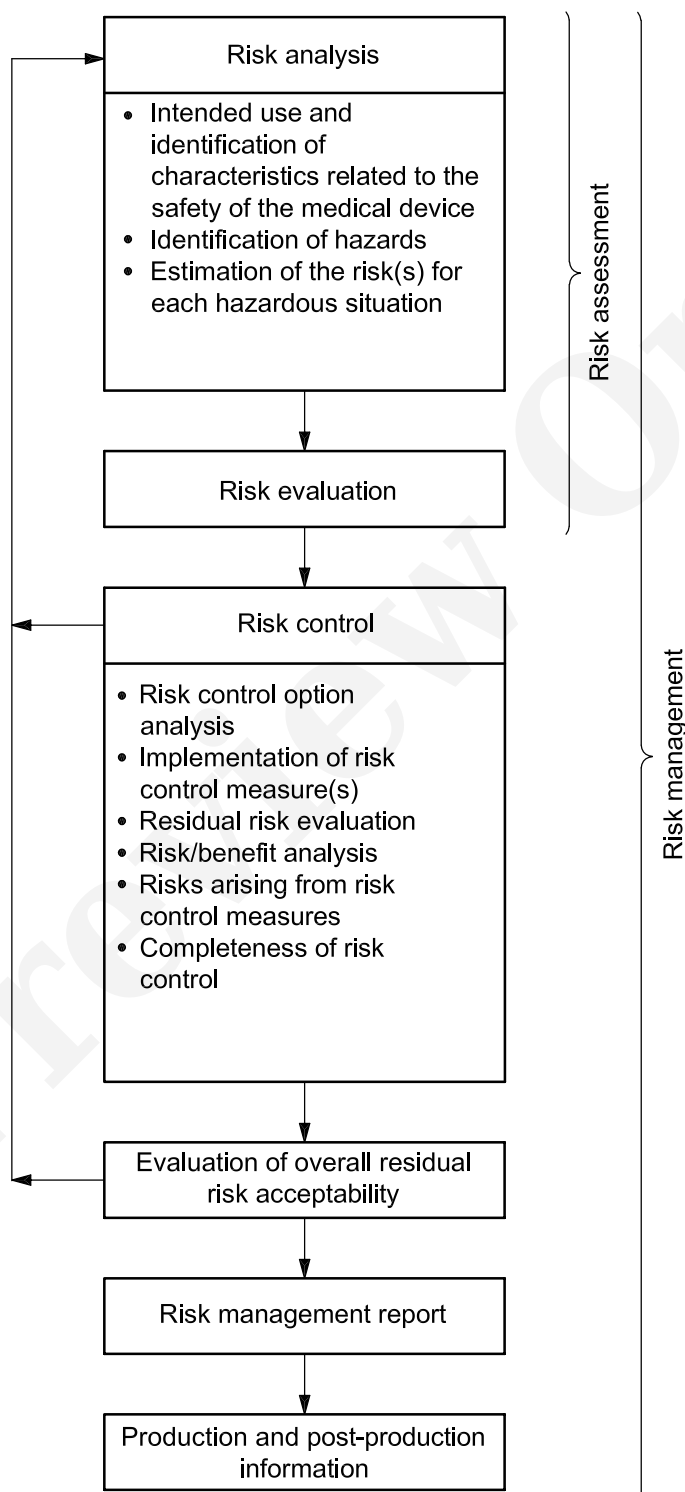 Risk analysis
• Intended use and
identification of
characteristics related to the
safety of the medical device
• Identification of hazards
• Estimation of the risk(s) for
each hazardous situation
Risk evaluation
Risk assessment
Risk control
• Risk control option
analysis
• Implementation of risk
control measure(s)
• Residual risk evaluation
• Risk/benefit analysis
• Risks arising from risk
control measures
• Completeness of risk
control
Evaluation of overall residual
risk acceptability
Risk management report
Production and post-production
information
Risk management